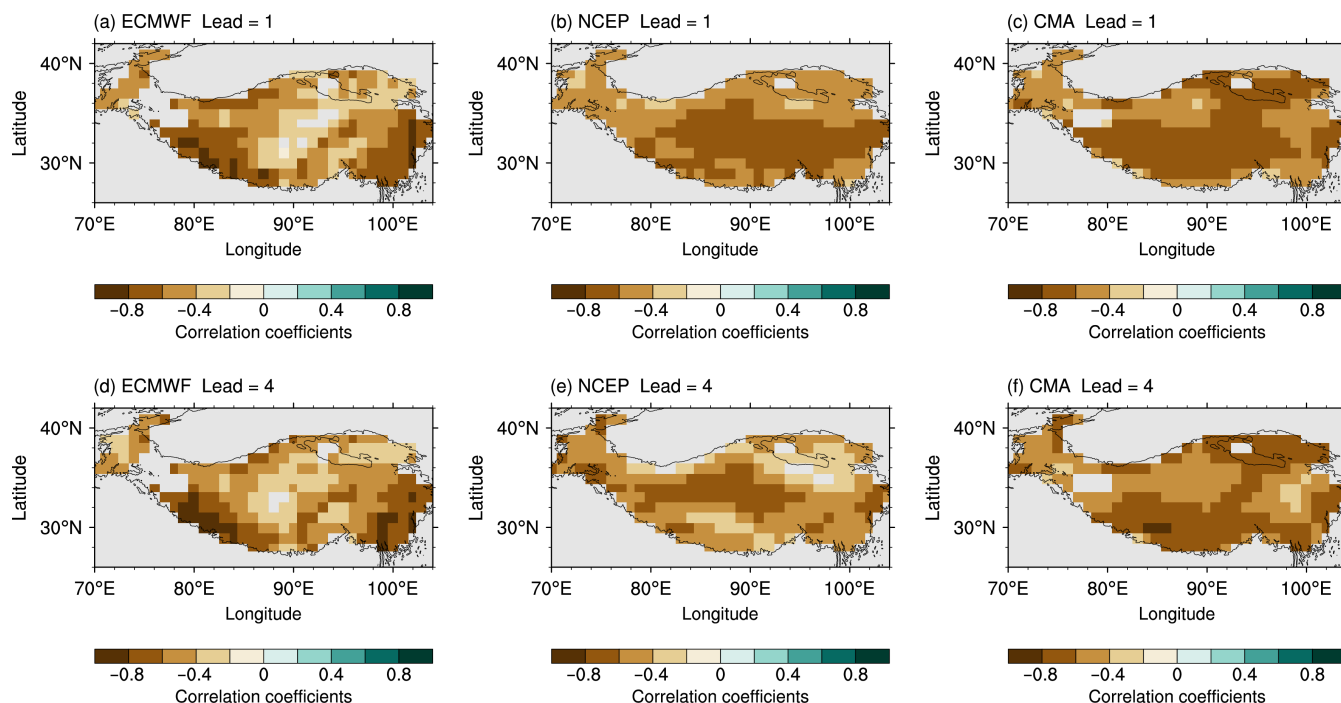 (a) ECMWF  Lead = 1
(b) NCEP  Lead = 1
(c) CMA  Lead = 1
40°N
30°N
Latitude
70°E 80°E 90°E 100°E
Longitude
40°N
30°N
Latitude
70°E 80°E 90°E 100°E
Longitude
40°N
30°N
Latitude
70°E 80°E 90°E 100°E
Longitude
−0.8 −0.4 0 0.4 0.8
Correlation coefficients
−0.8 −0.4 0 0.4 0.8
Correlation coefficients
−0.8 −0.4 0 0.4 0.8
Correlation coefficients
(d) ECMWF  Lead = 4
(e) NCEP  Lead = 4
(f) CMA  Lead = 4
40°N
30°N
Latitude
70°E 80°E 90°E 100°E
Longitude
40°N
30°N
Latitude
70°E 80°E 90°E 100°E
Longitude
40°N
30°N
Latitude
70°E 80°E 90°E 100°E
Longitude
−0.8 −0.4 0 0.4 0.8
Correlation coefficients
−0.8 −0.4 0 0.4 0.8
Correlation coefficients
−0.8 −0.4 0 0.4 0.8
Correlation coefficients